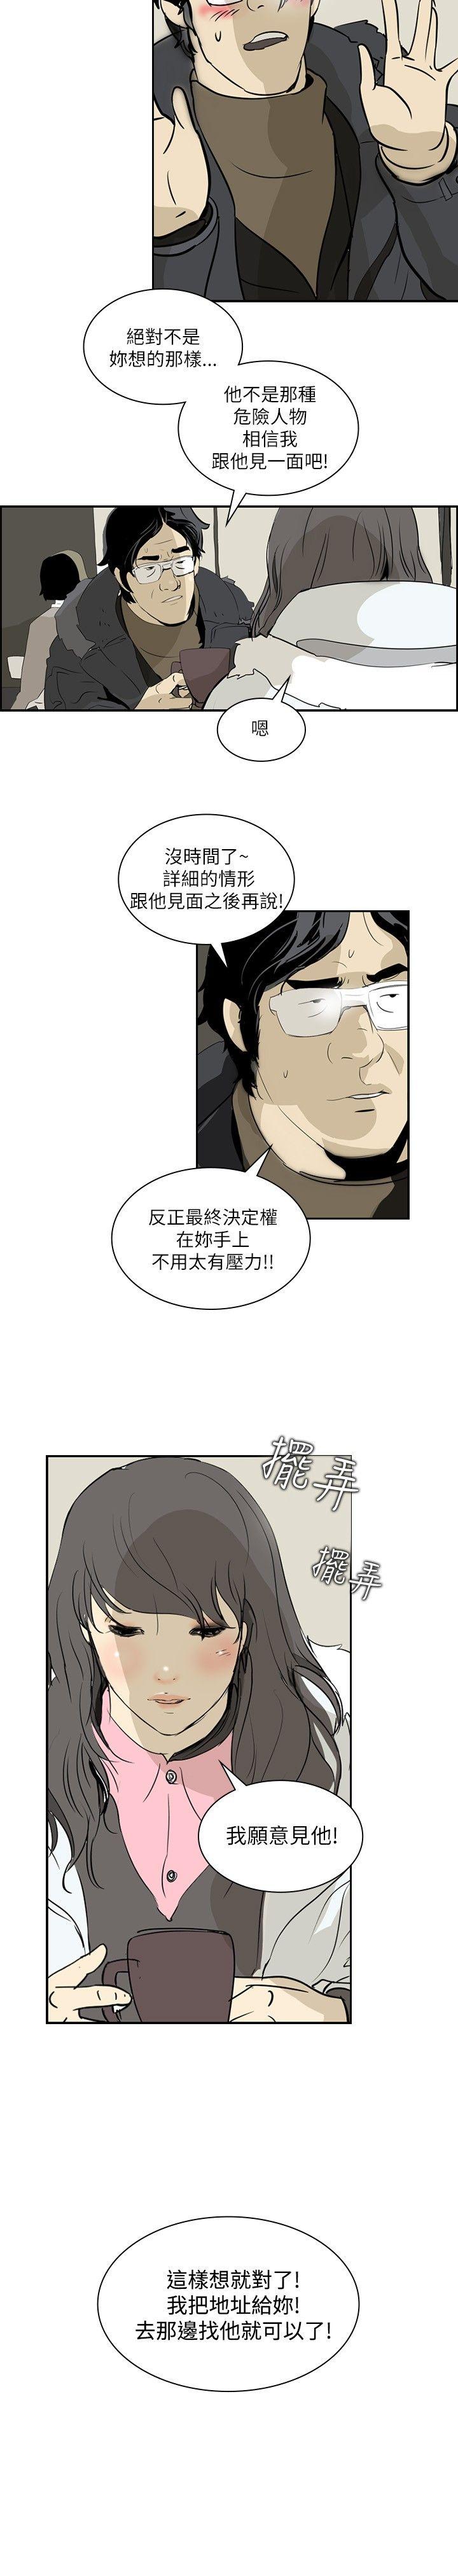 絕對不是
妳想的那樣...
他不是那種
危險人物
相信我
跟他見一面吧!
嗯
沒時間了~
詳細的情形
跟他見面之後再說!
反正最終決定權
在妳手上
不用太有壓力!!
擺弄
擺弄
我願意見他!
這樣想就對了!
我把地址給妳!
去那邊找他就可以了!